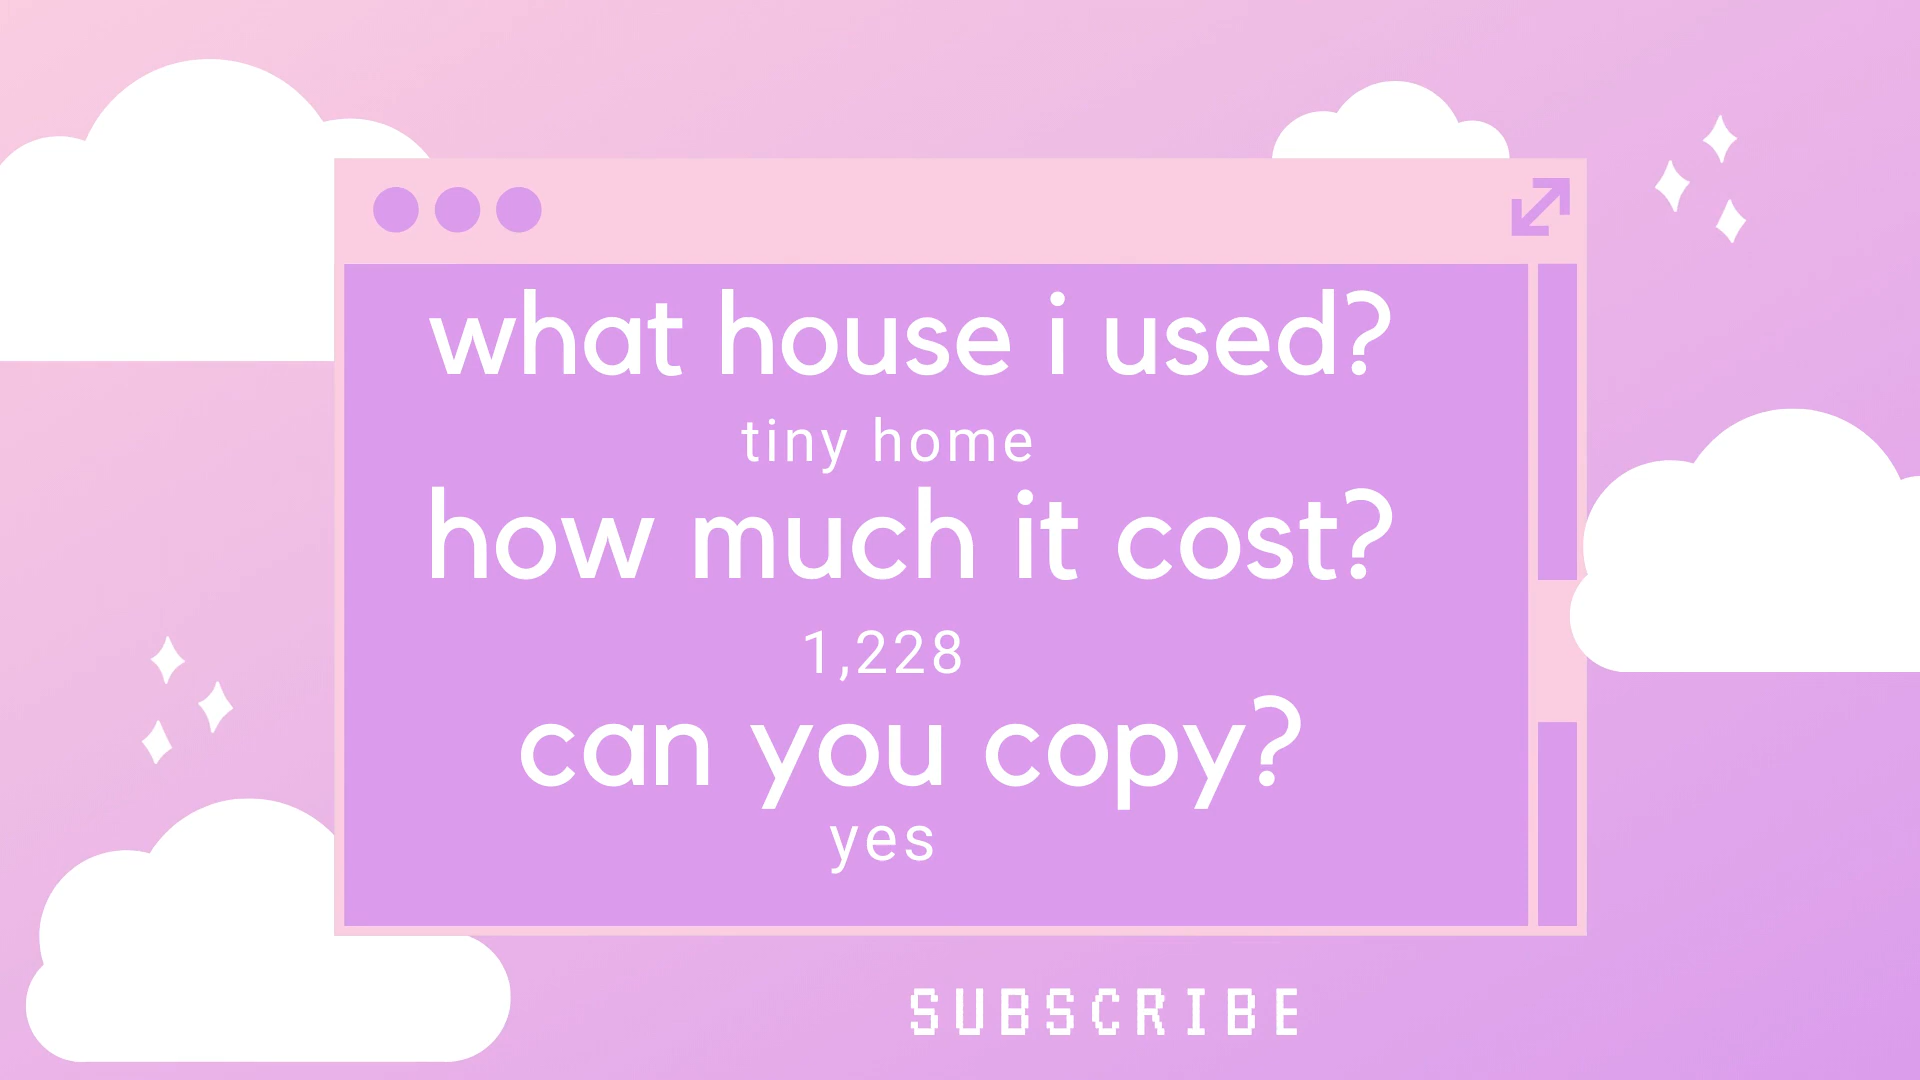 what house i used?
tiny home
how much it cost?
1,228
can you copy?
yes
SUBSCRIBE